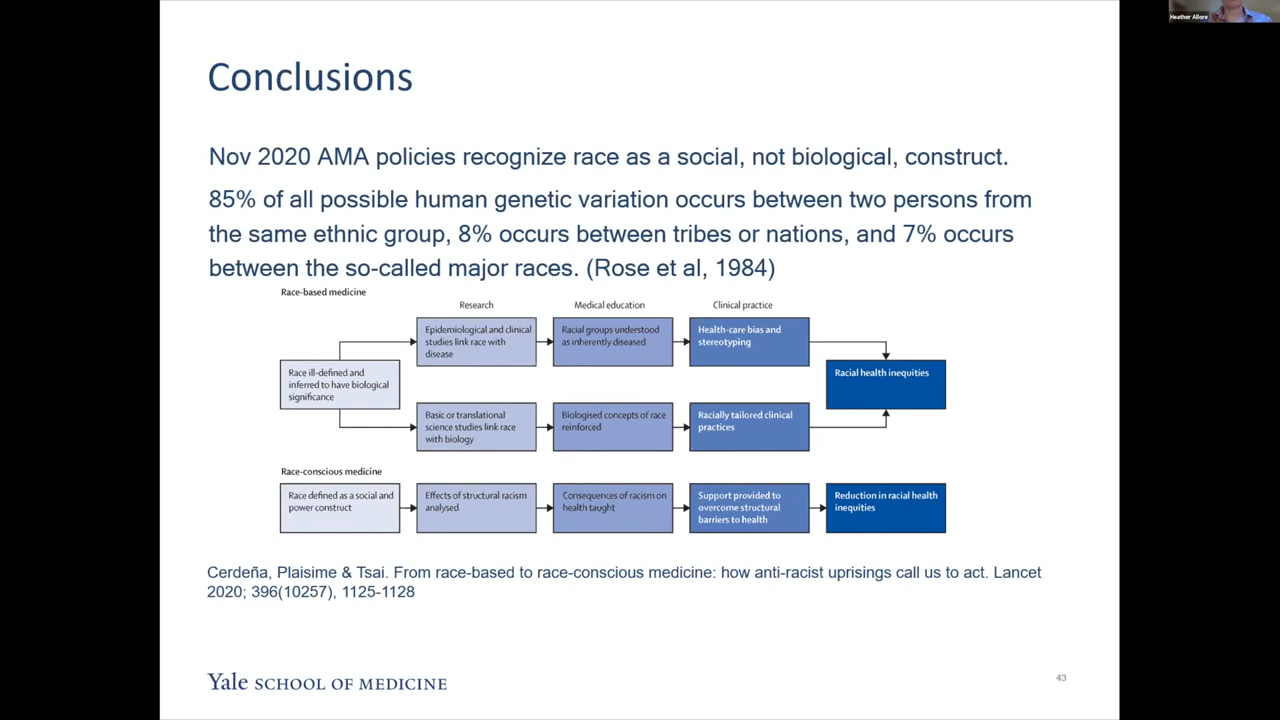 Heather Allore
Conclusions
Nov 2020 AMA policies recognize race as a social, not biological, construct.
85% of all possible human genetic variation occurs between two persons from
the same ethnic group, 8% occurs between tribes or nations, and 7% occurs
between the so-called major races. (Rose et al, 1984)
Race-based medicine
Research
Medical education
Clinical practice
Race ill-defined and
inferred to have biological
significance
Epidemiological and clinical
studies link race with
disease
Racial groups understood
as inherently diseased
Health-care bias and
stereotyping
Basic or translational
science studies link race
with biology
Biologised concepts of race
reinforced
Racially tailored clinical
practices
Racial health inequities
Race-conscious medicine
Race defined as a social and
power construct
Effects of structural racism
analysed
Consequences of racism on
health taught
Support provided to
overcome structural
barriers to health
Reduction in racial health
inequities
Cerdeña, Plaisime & Tsai. From race-based to race-conscious medicine: how anti-racist uprisings call us to act. Lancet
2020; 396(10257), 1125-1128
Yale SCHOOL OF MEDICINE
43